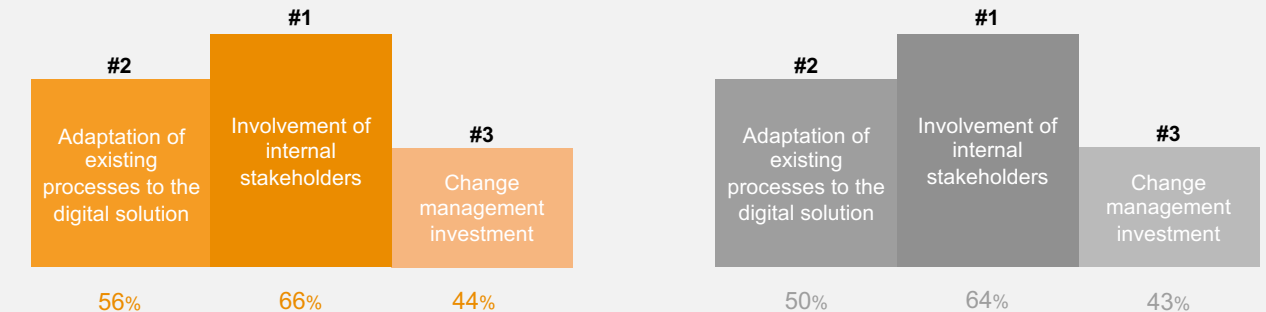 #1
#2
Involvement of
internal
stakeholders
Adaptation of
existing
processes to the
digital solution
#3
Change
management
investment
56%
66%
44%
#1
#2
Involvement of
internal
stakeholders
Adaptation of
existing
processes to the
digital solution
#3
Change
management
investment
50%
64%
43%